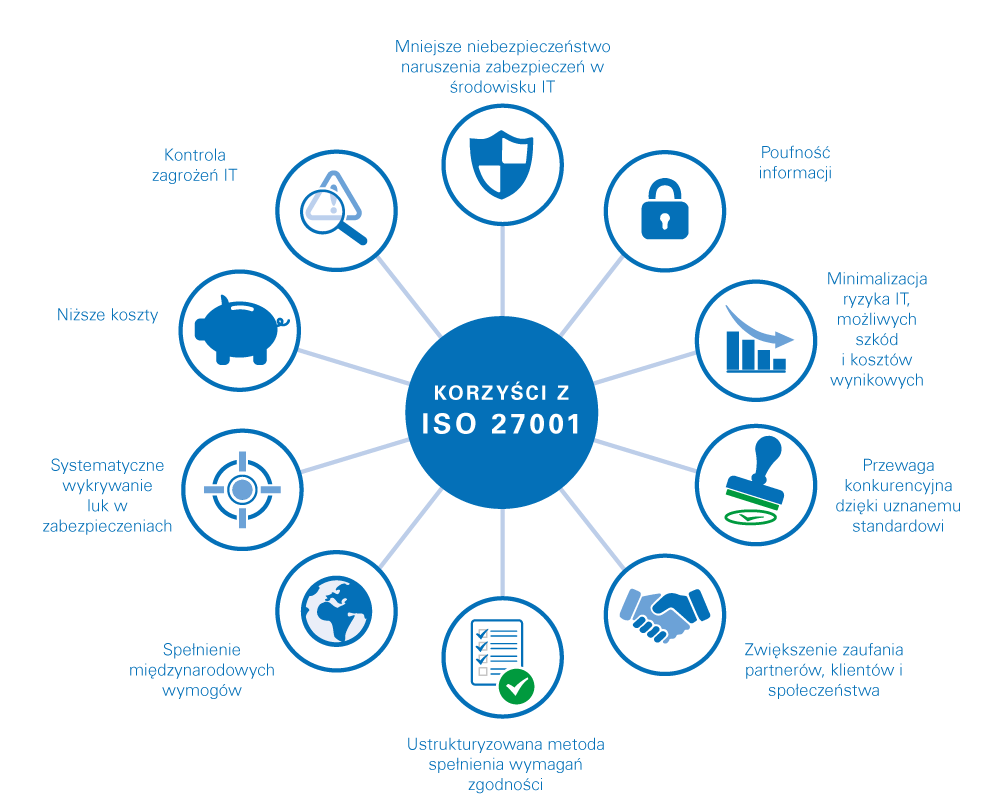 Mniejsze niebezpieczeństwo
naruszenia zabezpieczeń w
środowisku IT
Poufność
informacji
Minimalizacja
ryzyka IT,
możliwych
szkód
i kosztów
wynikowych
Przewaga
konkurencyjna
dzięki uznanemu
standardowi
Zwiększenie zaufania
partnerów, klientów i
społeczeństwa
Ustrukturyzowana metoda
spełnienia wymagań
zgodności
Spełnienie
międzynarodowych
wymogów
Systematyczne
wykrywanie
luk w
zabezpieczeniach
Niższe koszty
Kontrola
zagrożeń IT
KORZYŚCI Z
ISO 27001